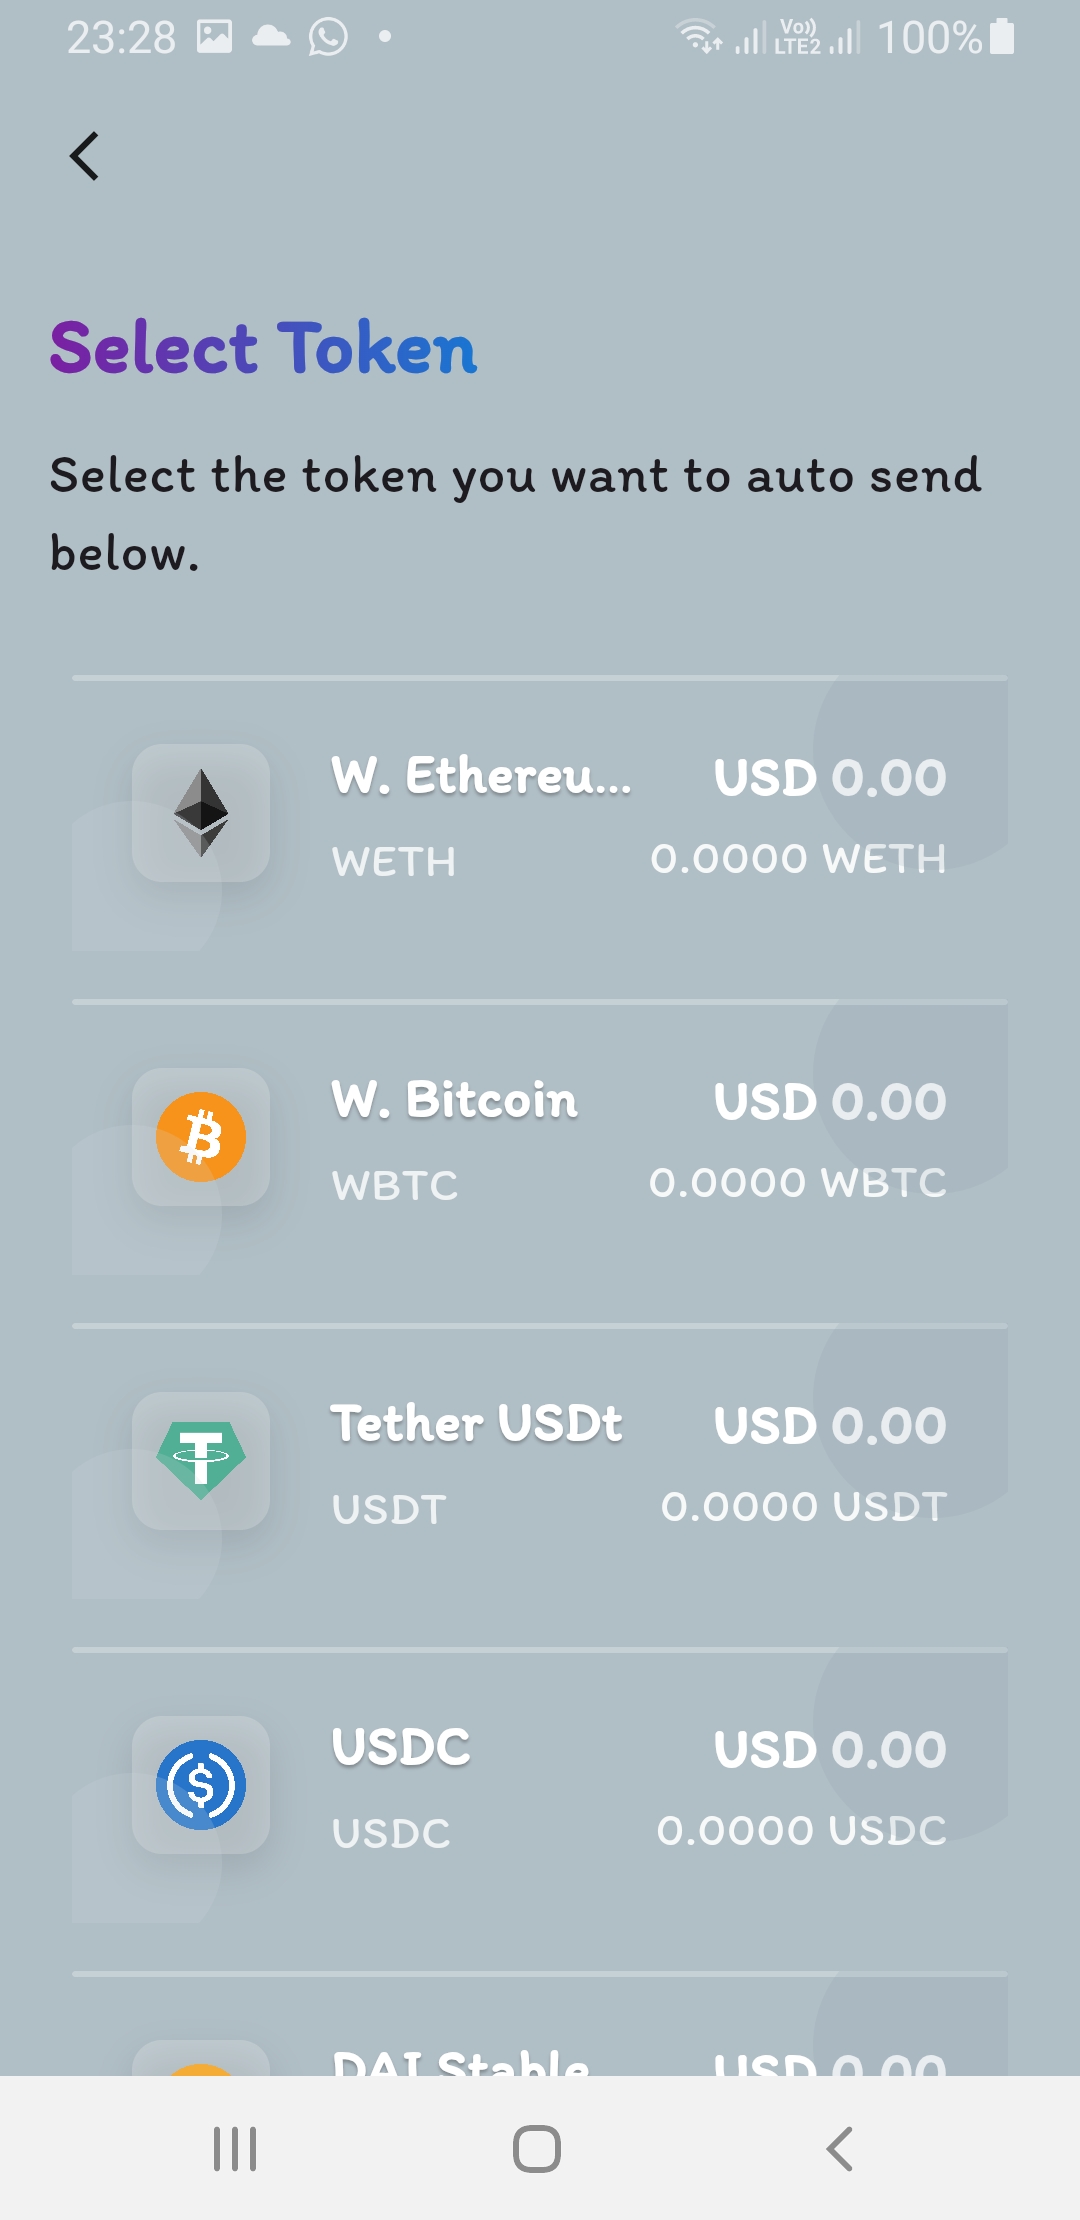 23:28
Vo))
LTE2
100%
Select Token
Select the token you want to auto send
below.
W. Ethereu...
USD 0.00
WETH
0.0000 WETH
W. Bitcoin
USD 0.00
WBTC
0.0000 WBTC
Tether USDt
USD 0.00
USDT
0.0000 USDT
USDC
USD 0.00
USDC
0.0000 USDC
DAI Stable
USD 0.00